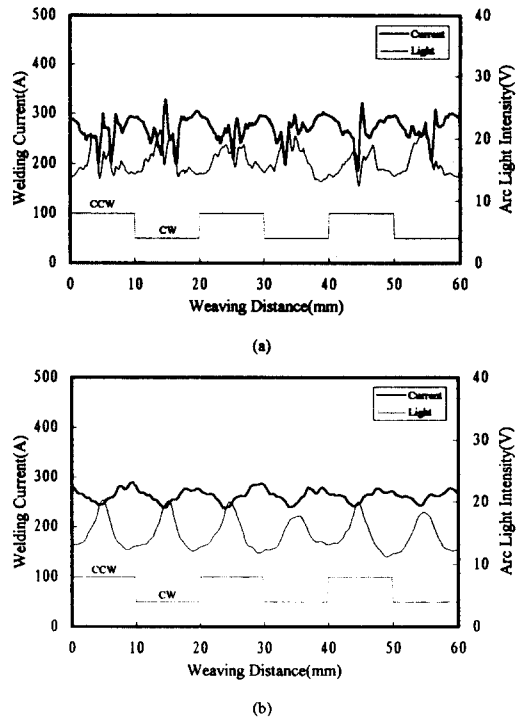 500
400
300
200
100
0
Welding Current(A)
40
30
20
10
0
Arc Light Intensity(V)
Current
Light
CCW
CW
0 10 20 30 40 50 60
Weaving Distance(mm)
(a)
500
400
300
200
100
0
Welding Current(A)
40
30
20
10
0
Arc Light Intensity(V)
Current
Light
CCW
CW
0 10 20 30 40 50 60
Weaving Distance(mm)
(b)